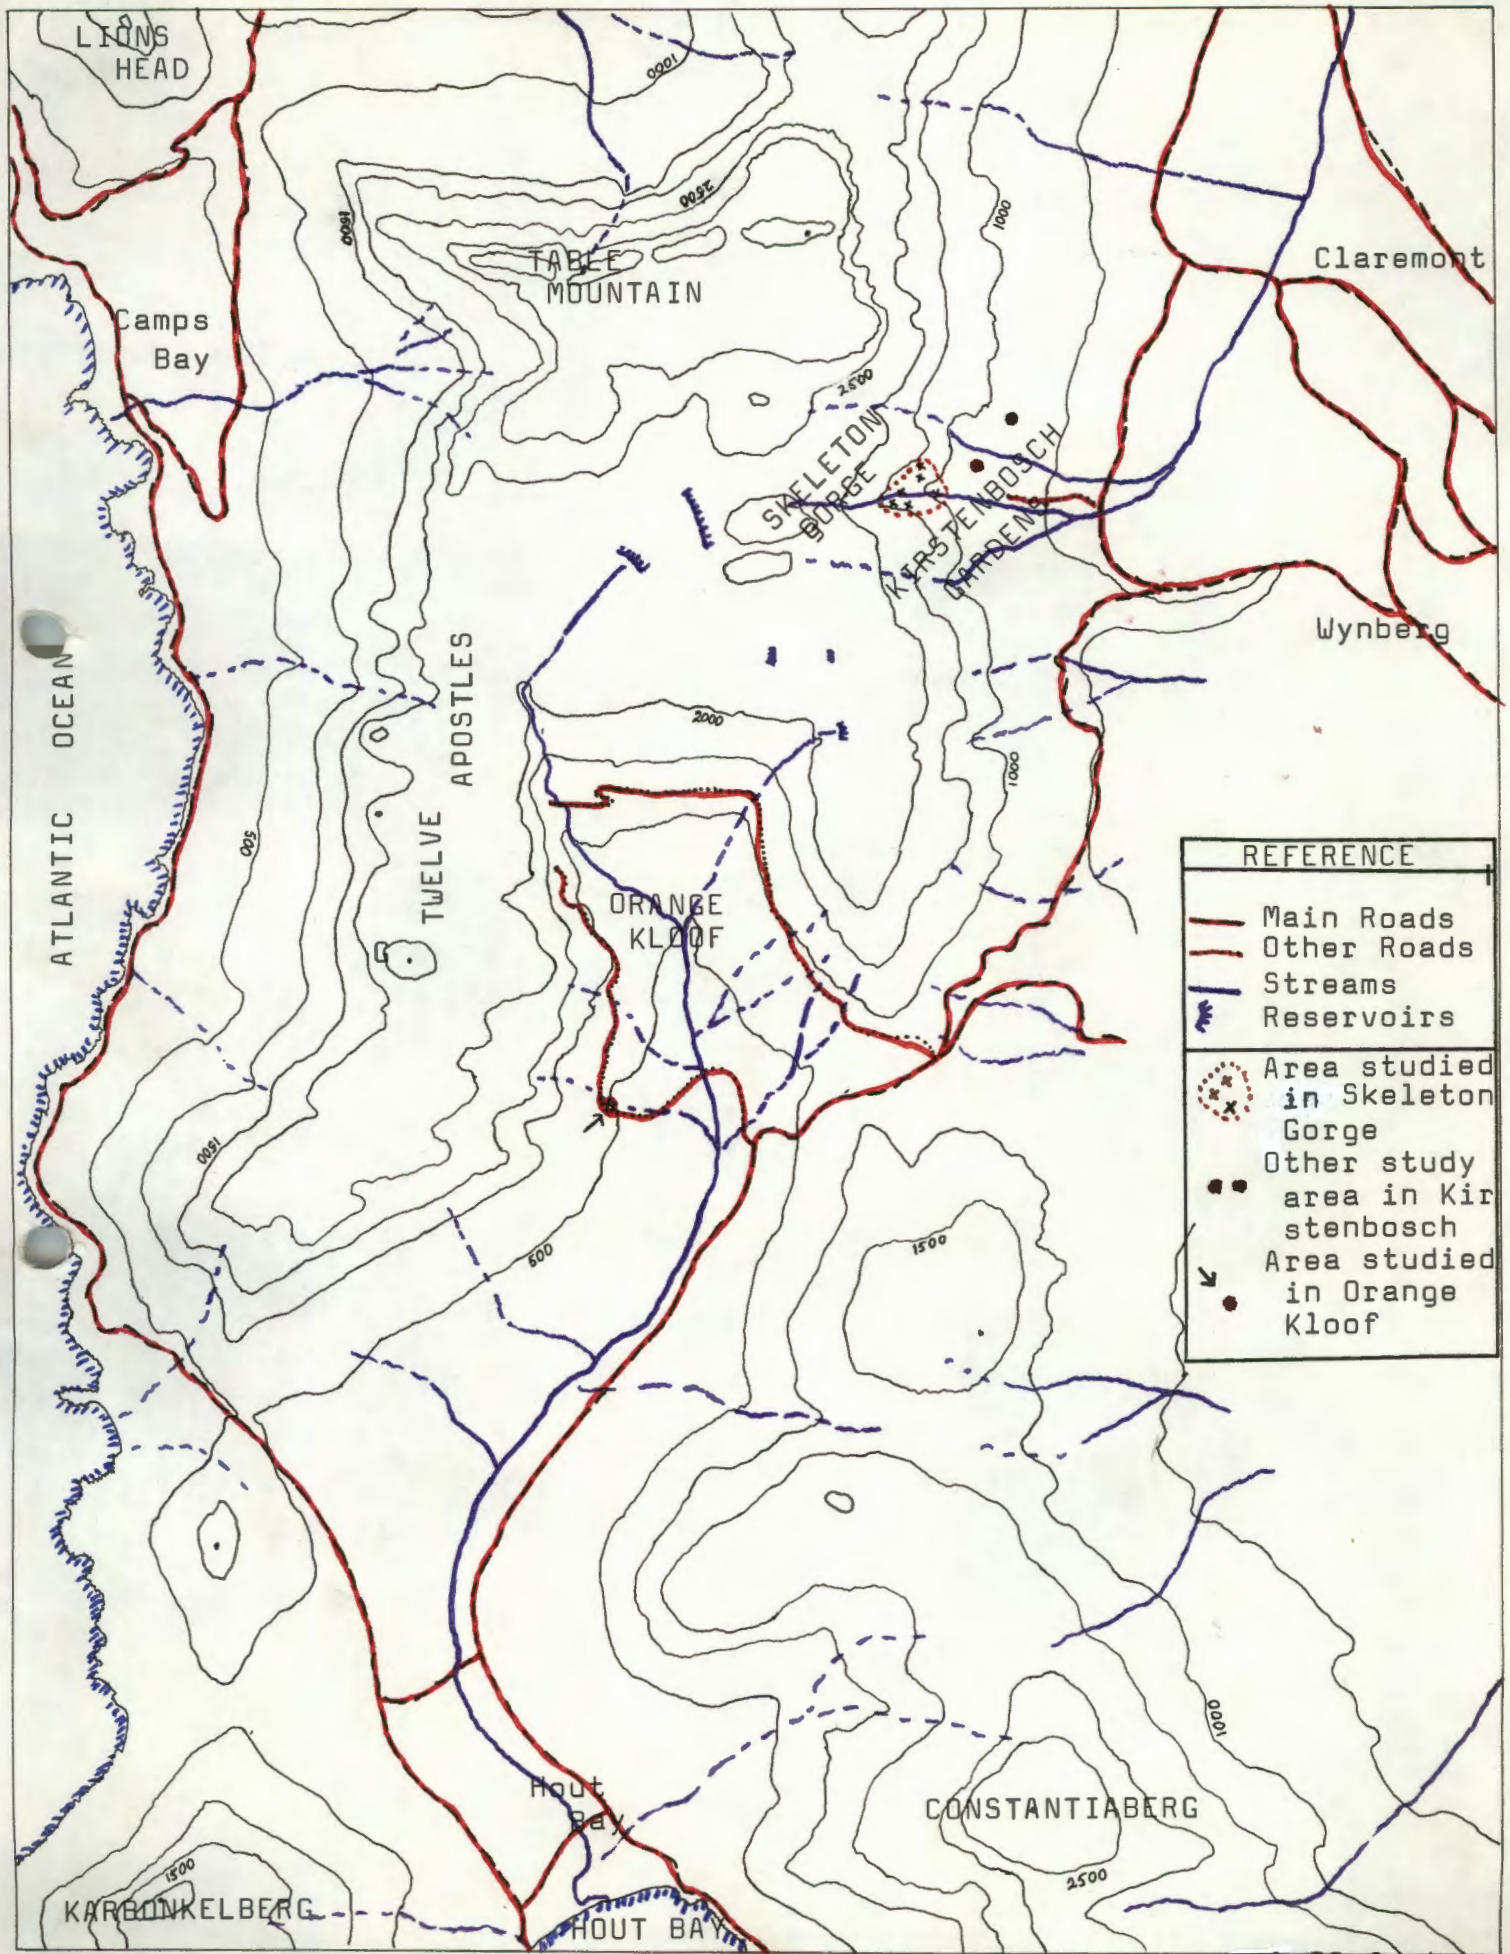 LIONS
HEAD
1000
2500
1600
1000
TABLE
MOUNTAIN
Claremont
Camps
Bay
2500
SKELETON
GORGE
KIRSTENBOSCH
GARDENS
Wynberg
ATLANTIC OCEAN
TWELVE APOSTLES
2000
1000
500
ORANGE
KLOOF
REFERENCE
Main Roads
Other Roads
Streams
Reservoirs
Area studied
in Skeleton
Gorge
Other study
area in Kir
stenbosch
Area studied
in Orange
Kloof
1500
500
1500
1000
Hout
Bay
CONSTANTIABERG
2500
1500
KARBONKELBERG
HOUT BAY